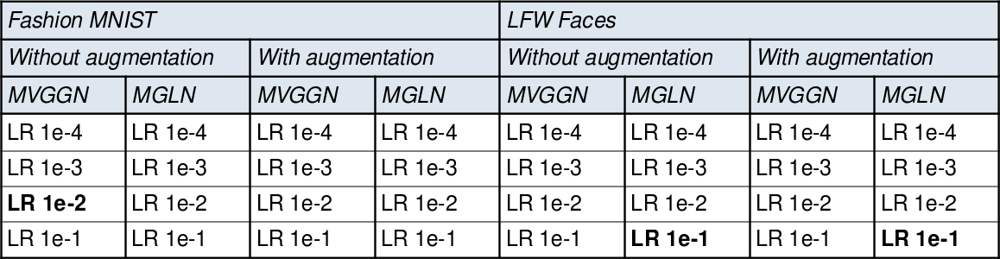 Fashion MNIST LFW Faces
Without augmentation With augmentation Without augmentation With augmentation
MVGGN MGLN MVGGN MGLN MVGGN MGLN MVGGN MGLN
LR 1e-4 LR 1e-4 LR 1e-4 LR 1e-4 LR 1e-4 LR 1e-4 LR 1e-4 LR 1e-4
LR 1e-3 LR 1e-3 LR 1e-3 LR 1e-3 LR 1e-3 LR 1e-3 LR 1e-3 LR 1e-3
LR 1e-2 LR 1e-2 LR 1e-2 LR 1e-2 LR 1e-2 LR 1e-2 LR 1e-2 LR 1e-2
LR 1e-1 LR 1e-1 LR 1e-1 LR 1e-1 LR 1e-1 LR 1e-1 LR 1e-1 LR 1e-1